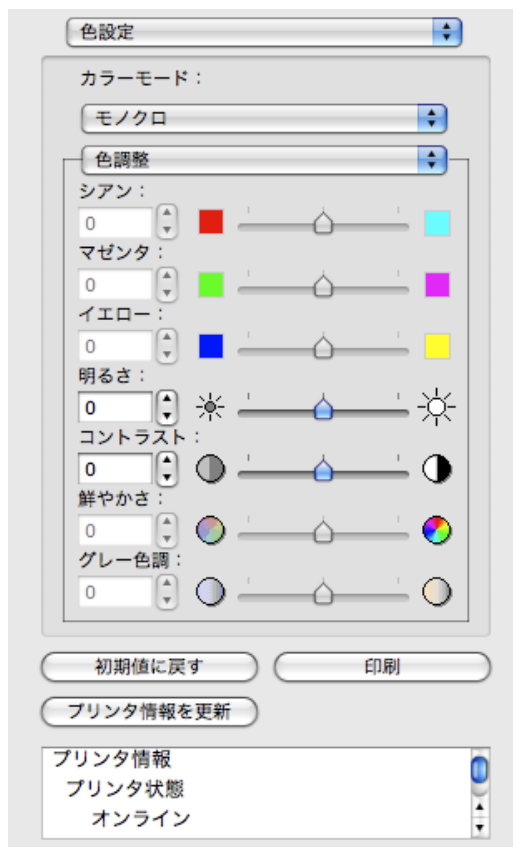 色設定
カラーモード：
モノクロ
色調整
シアン：
0
マゼンタ：
0
イエロー：
0
明るさ：
0
コントラスト：
0
鮮やかさ：
0
グレー色調：
0
初期値に戻す 印刷
プリンタ情報を更新
プリンタ情報
プリンタ状態
オンライン